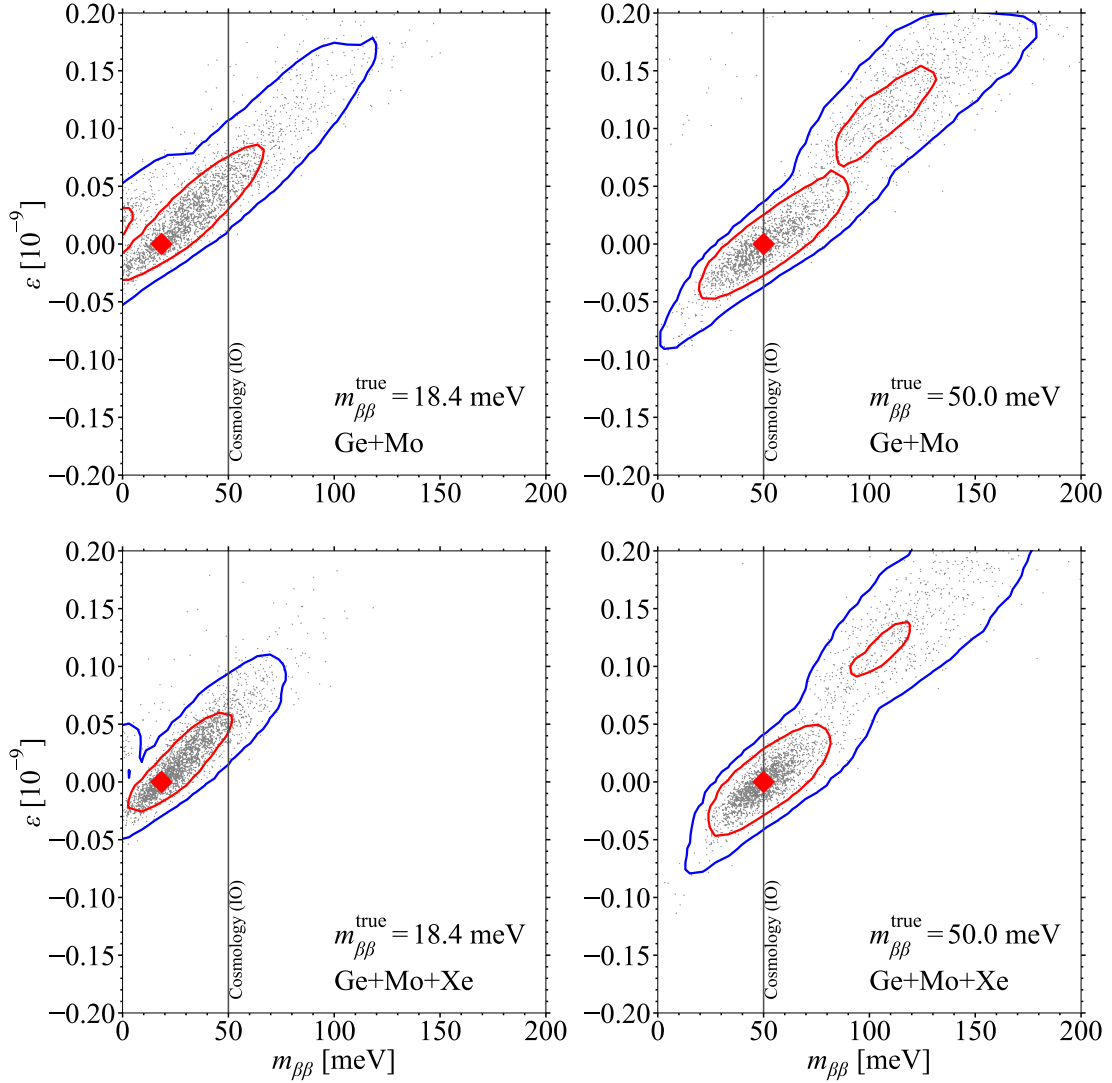 0.20
0.15
0.10
0.05
0.00
−0.05
−0.10
−0.15
−0.20
ε [10⁻⁹]
0 50 100 150 200
Cosmology (IO)
m_ββ^true = 18.4 meV
Ge+Mo
0.20
0.15
0.10
0.05
0.00
−0.05
−0.10
−0.15
−0.20
0 50 100 150 200
Cosmology (IO)
m_ββ^true = 50.0 meV
Ge+Mo
0.20
0.15
0.10
0.05
0.00
−0.05
−0.10
−0.15
−0.20
ε [10⁻⁹]
0 50 100 150 200
m_ββ [meV]
Cosmology (IO)
m_ββ^true = 18.4 meV
Ge+Mo+Xe
0.20
0.15
0.10
0.05
0.00
−0.05
−0.10
−0.15
−0.20
0 50 100 150 200
m_ββ [meV]
Cosmology (IO)
m_ββ^true = 50.0 meV
Ge+Mo+Xe